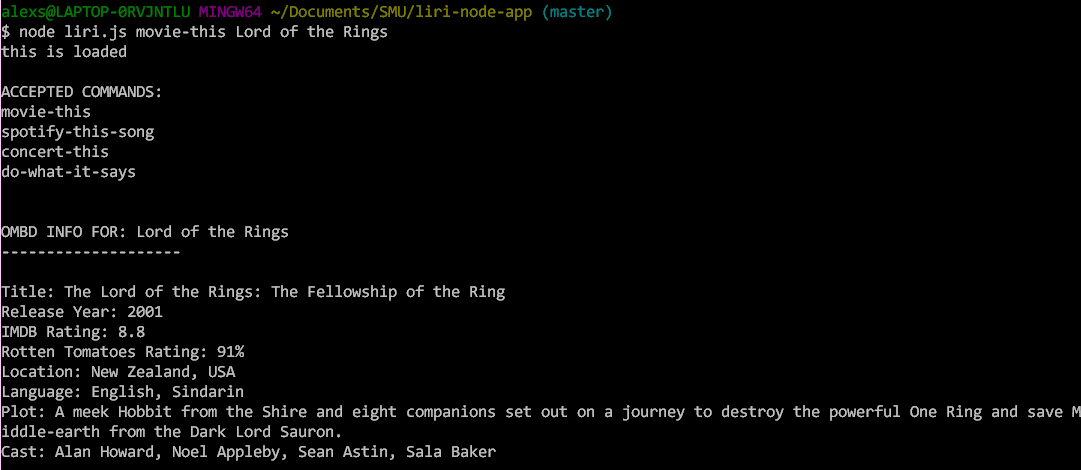 alexs@LAPTOP-0RVJNTLU MINGW64 ~/Documents/SMU/liri-node-app (master)
$ node liri.js movie-this Lord of the Rings
this is loaded
ACCEPTED COMMANDS:
movie-this
spotify-this-song
concert-this
do-what-it-says
OMBD INFO FOR: Lord of the Rings
--------------------
Title: The Lord of the Rings: The Fellowship of the Ring
Release Year: 2001
IMDB Rating: 8.8
Rotten Tomatoes Rating: 91%
Location: New Zealand, USA
Language: English, Sindarin
Plot: A meek Hobbit from the Shire and eight companions set out on a journey to destroy the powerful One Ring and save M
iddle-earth from the Dark Lord Sauron.
Cast: Alan Howard, Noel Appleby, Sean Astin, Sala Baker